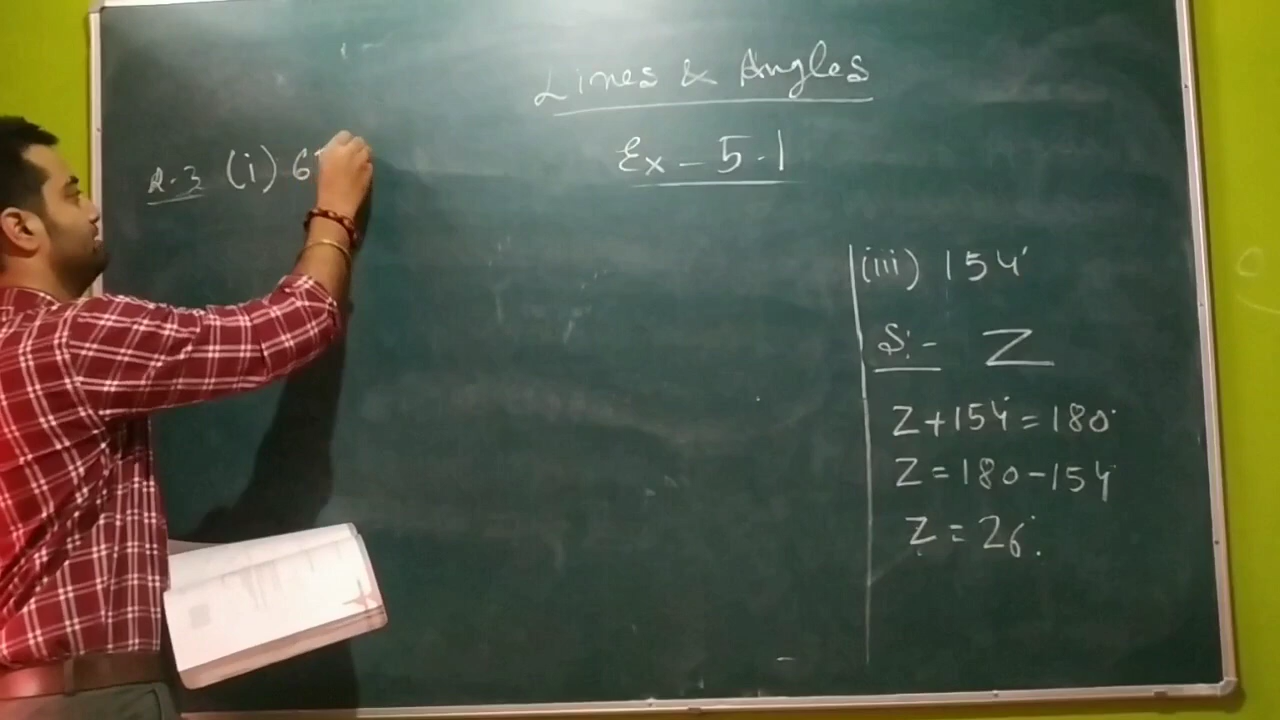 Lines & Angles
Ex - 5.1
Q.3 (i) 6
(iii) 154°
S:- Z
Z+154°=180°
Z=180-154
Z=26°.